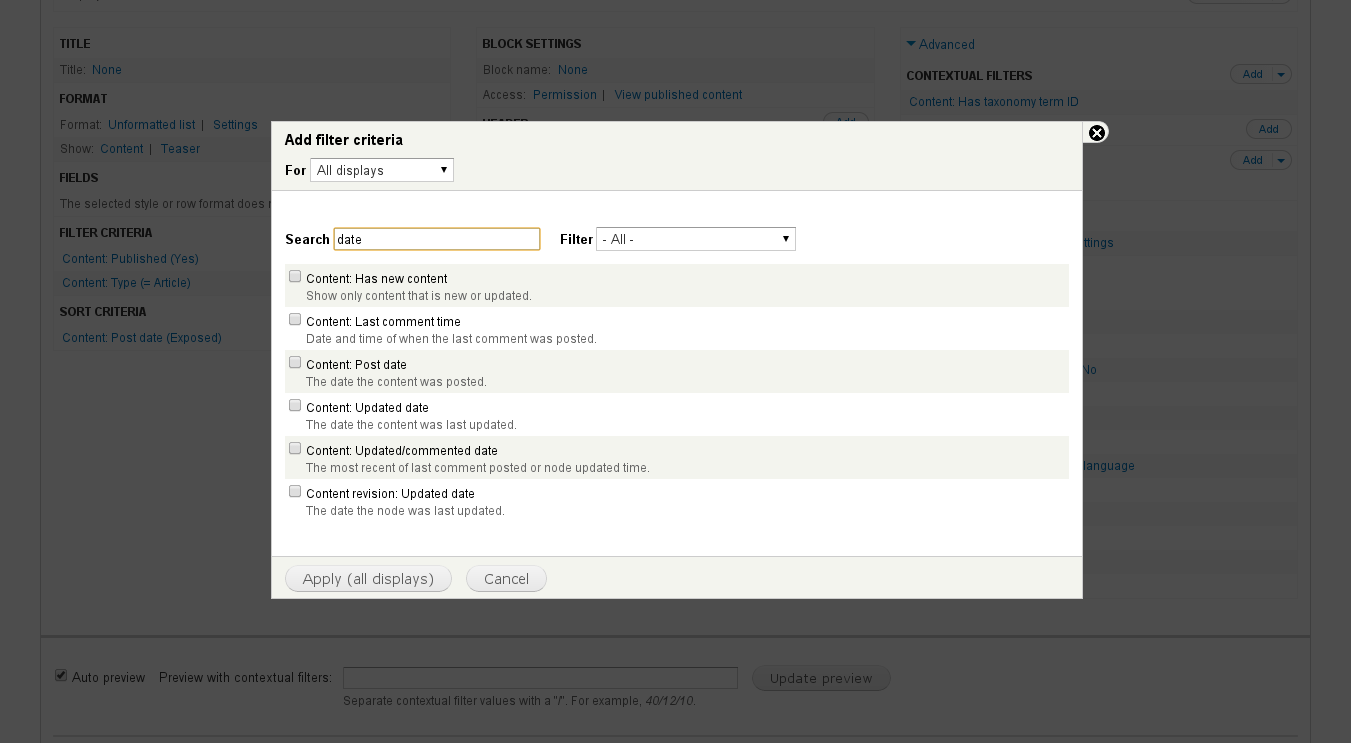 TITLE
Title: None
FORMAT
Format: Unformatted list | Settings
Show: Content | Teaser
FIELDS
The selected style or row format does
FILTER CRITERIA
Content: Published (Yes)
Content: Type (= Article)
SORT CRITERIA
Content: Post date (Exposed)
BLOCK SETTINGS
Block name: None
Access: Permission | View published content
HEADER
Add
Advanced
CONTEXTUAL FILTERS
Add
Content: Has taxonomy term ID
Add
Add
No
language
Add filter criteria
For All displays
Search date Filter - All -
Content: Has new content
Show only content that is new or updated.
Content: Last comment time
Date and time of when the last comment was posted.
Content: Post date
The date the content was posted.
Content: Updated date
The date the content was last updated.
Content: Updated/commented date
The most recent of last comment posted or node updated time.
Content revision: Updated date
The date the node was last updated.
Apply (all displays) Cancel
Auto preview Preview with contextual filters: Update preview
Separate contextual filter values with a "/". For example, 40/12/10.